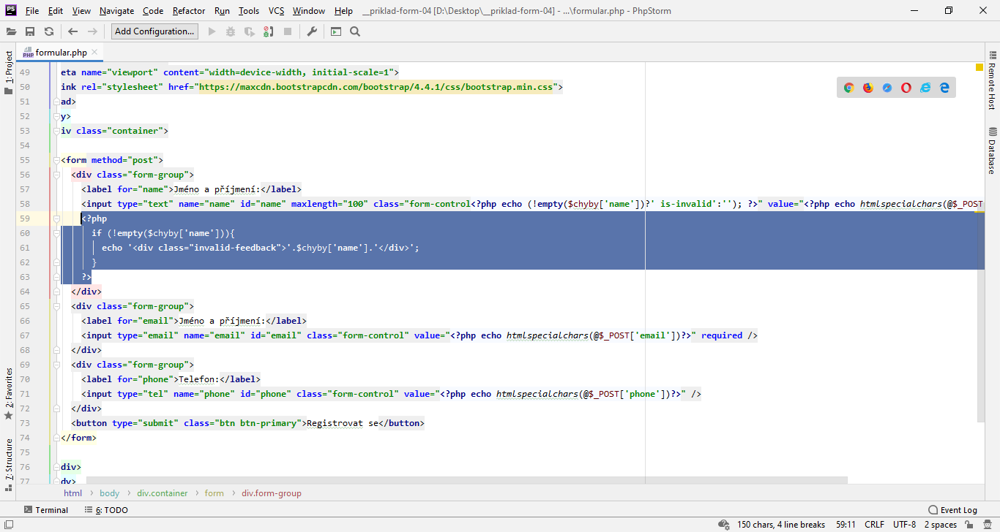 File Edit View Navigate Code Refactor Run Tools VCS Window Help __priklad-form-04 [D:\Desktop\__priklad-form-04] - ...\formular.php - PhpStorm
Add Configuration...
formular.php
1: Project
2: Favorites
7: Structure
Remote Host
Database
49 eta name="viewport" content="width=device-width, initial-scale=1">
50 ink rel="stylesheet" href="https://maxcdn.bootstrapcdn.com/bootstrap/4.4.1/css/bootstrap.min.css">
51 ad>
52 y>
53 iv class="container">
54
55 <form method="post">
56 <div class="form-group">
57 <label for="name">Jméno a příjmení:</label>
58 <input type="text" name="name" id="name" maxlength="100" class="form-control<?php echo (!empty($chyby['name'])?' is-invalid':''); ?>" value="<?php echo htmlspecialchars(@$_POST
59 <?php
60 if (!empty($chyby['name'])){
61 echo '<div class="invalid-feedback">'.$chyby['name'].'</div>';
62 }
63 ?>
64 </div>
65 <div class="form-group">
66 <label for="email">Jméno a příjmení:</label>
67 <input type="email" name="email" id="email" class="form-control" value="<?php echo htmlspecialchars(@$_POST['email'])?>" required />
68 </div>
69 <div class="form-group">
70 <label for="phone">Telefon:</label>
71 <input type="tel" name="phone" id="phone" class="form-control" value="<?php echo htmlspecialchars(@$_POST['phone'])?>" />
72 </div>
73 <button type="submit" class="btn btn-primary">Registrovat se</button>
74 </form>
75
76 div>
77 dy>
html › body › div.container › form › div.form-group
Terminal 6: TODO Event Log
150 chars, 4 line breaks 59:11 CRLF UTF-8 2 spaces